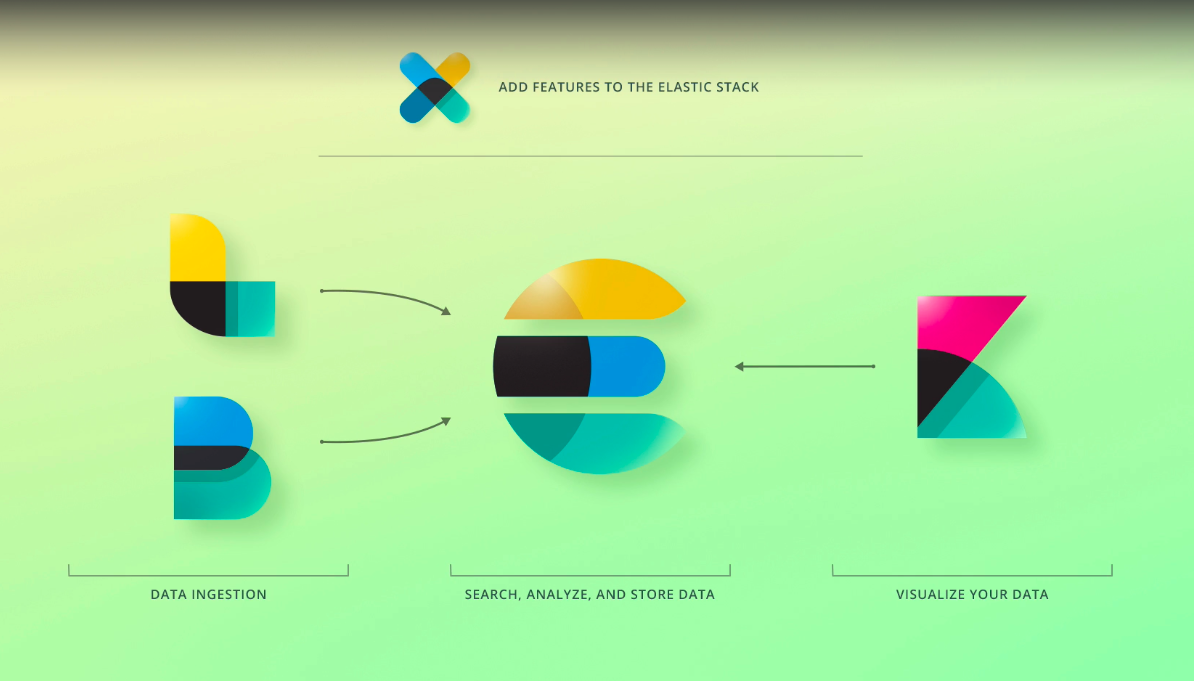 ADD FEATURES TO THE ELASTIC STACK
DATA INGESTION
SEARCH, ANALYZE, AND STORE DATA
VISUALIZE YOUR DATA